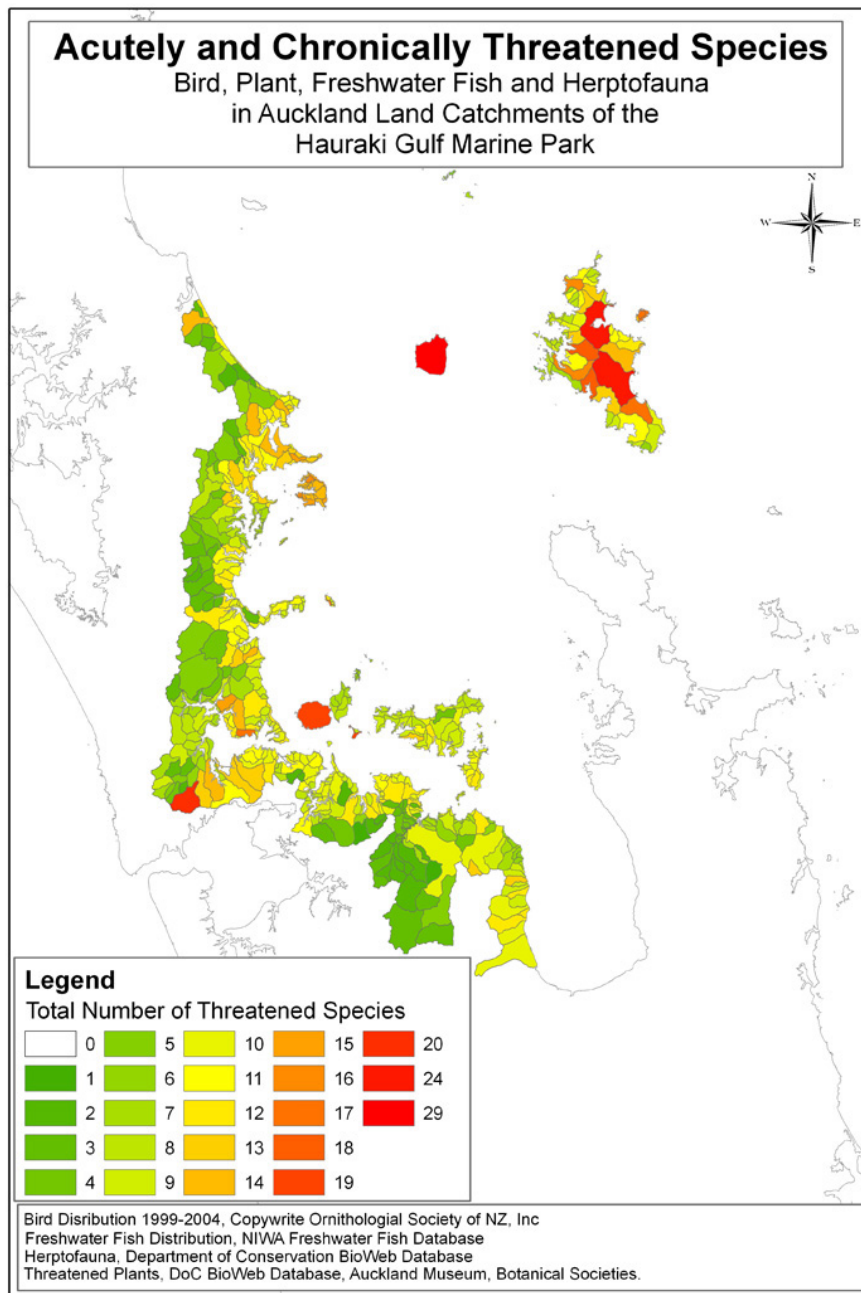 Acutely and Chronically Threatened Species
Bird, Plant, Freshwater Fish and Herptofauna
in Auckland Land Catchments of the
Hauraki Gulf Marine Park
N
W E
S
Legend
Total Number of Threatened Species
0 5 10 15 20
1 6 11 16 24
2 7 12 17 29
3 8 13 18
4 9 14 19
Bird Disribution 1999-2004, Copywrite Ornithologial Society of NZ, Inc
Freshwater Fish Distribution, NIWA Freshwater Fish Database
Herptofauna, Department of Conservation BioWeb Database
Threatened Plants, DoC BioWeb Database, Auckland Museum, Botanical Societies.